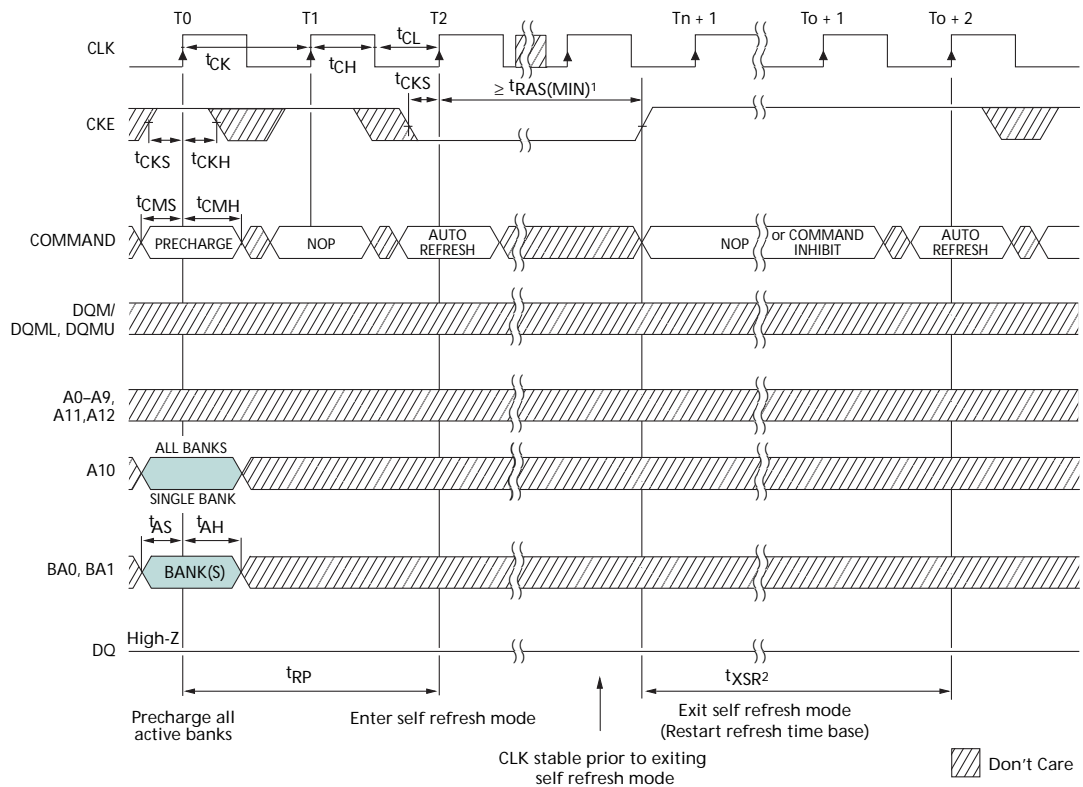 T0 T1 T2 Tn + 1 To + 1 To + 2
CLK
tCK tCH tCL
tCKS ≥ tRAS(MIN)1
CKE
tCKS tCKH
tCMS tCMH
COMMAND PRECHARGE NOP AUTO REFRESH NOP or COMMAND INHIBIT AUTO REFRESH
DQM/
DQML, DQMU
A0–A9,
A11,A12
ALL BANKS
A10
SINGLE BANK
tAS tAH
BA0, BA1 BANK(S)
DQ High-Z
tRP tXSR2
Precharge all
active banks
Enter self refresh mode
CLK stable prior to exiting
self refresh mode
Exit self refresh mode
(Restart refresh time base)
Don't Care